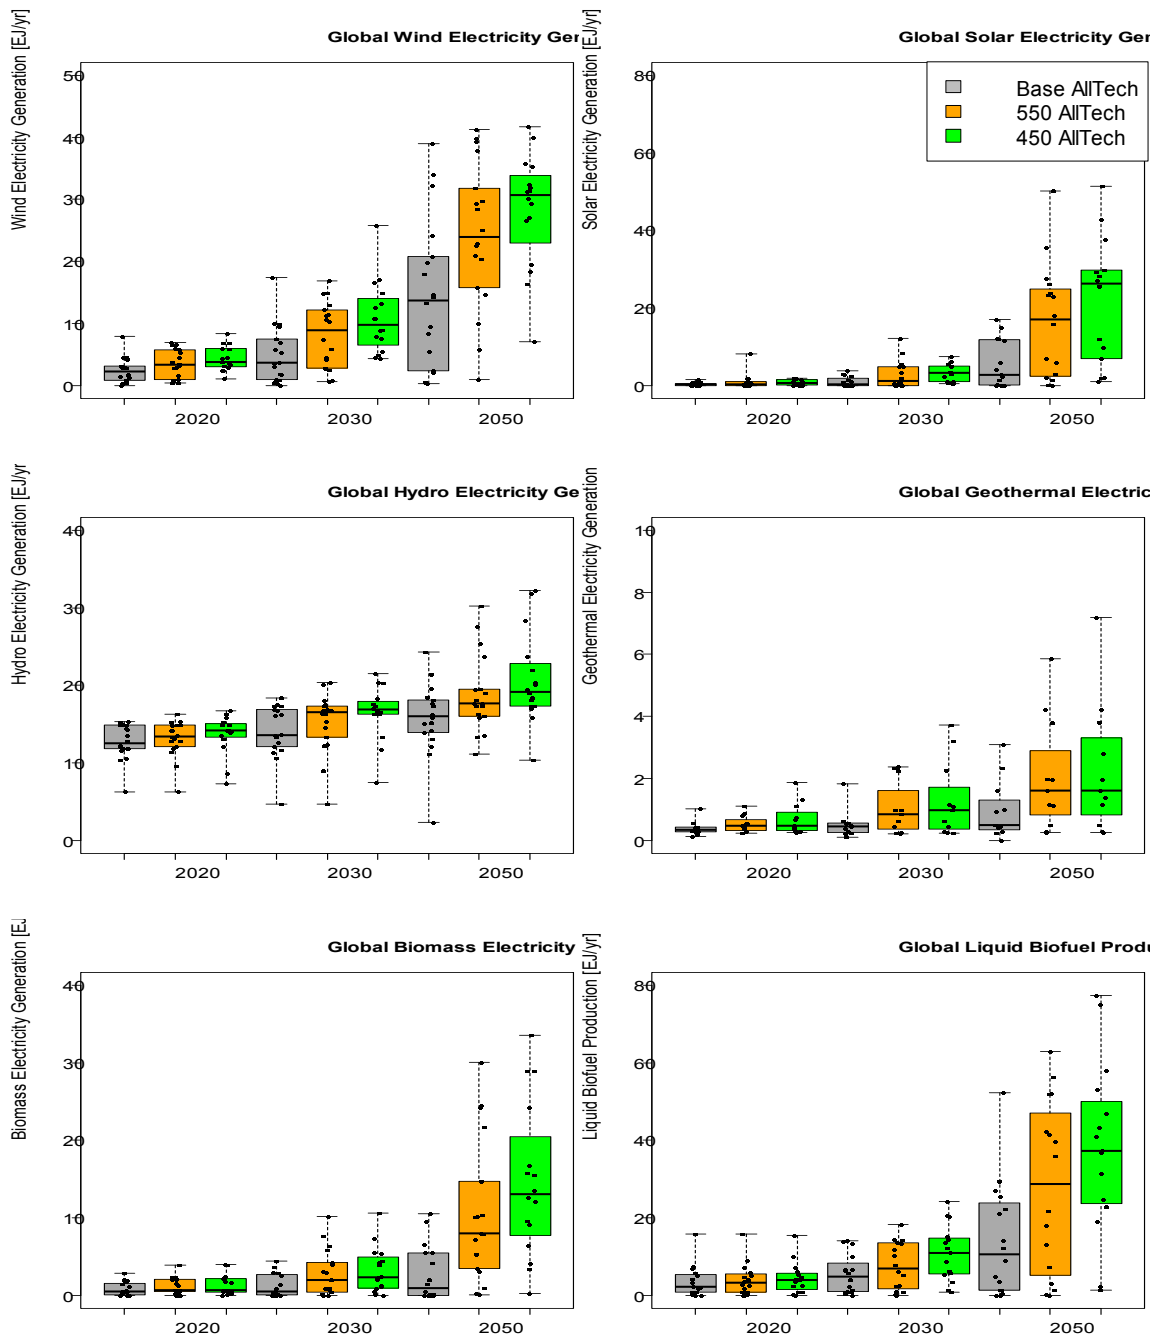 Global Wind Electricity Ger
Wind Electricity Generation [EJ/yr]
50
40
30
20
10
0
2020 2030 2050
Global Solar Electricity Ger
Solar Electricity Generation [EJ/yr]
Base AllTech
550 AllTech
450 AllTech
80
60
40
20
0
2020 2030 2050
Global Hydro Electricity Ge
Hydro Electricity Generation [EJ/yr
40
30
20
10
0
2020 2030 2050
Global Geothermal Electric
Geothermal Electricity Generation
10
8
6
4
2
0
2020 2030 2050
Global Biomass Electricity
Biomass Electricity Generation [EJ
40
30
20
10
0
2020 2030 2050
Global Liquid Biofuel Produ
Liquid Biofuel Production [EJ/yr]
80
60
40
20
0
2020 2030 2050